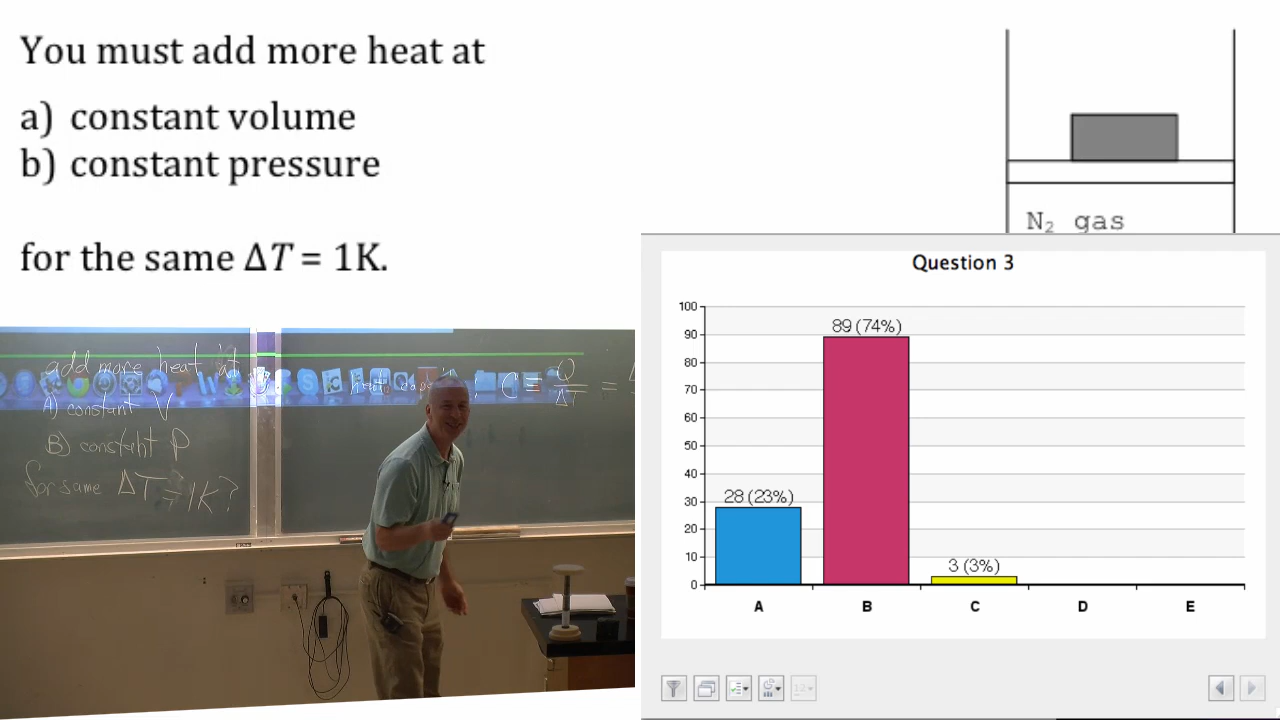 You must add more heat at
a) constant volume
b) constant pressure
for the same ΔT = 1K.
N₂ gas
Question 3
100
90
80
70
60
50
40
30
20
10
0
28 (23%)
89 (74%)
3 (3%)
A B C D E
add more heat at
A) constant V
B) constant P
for same ΔT = 1K?
heat
C ≡ Q/ΔT =